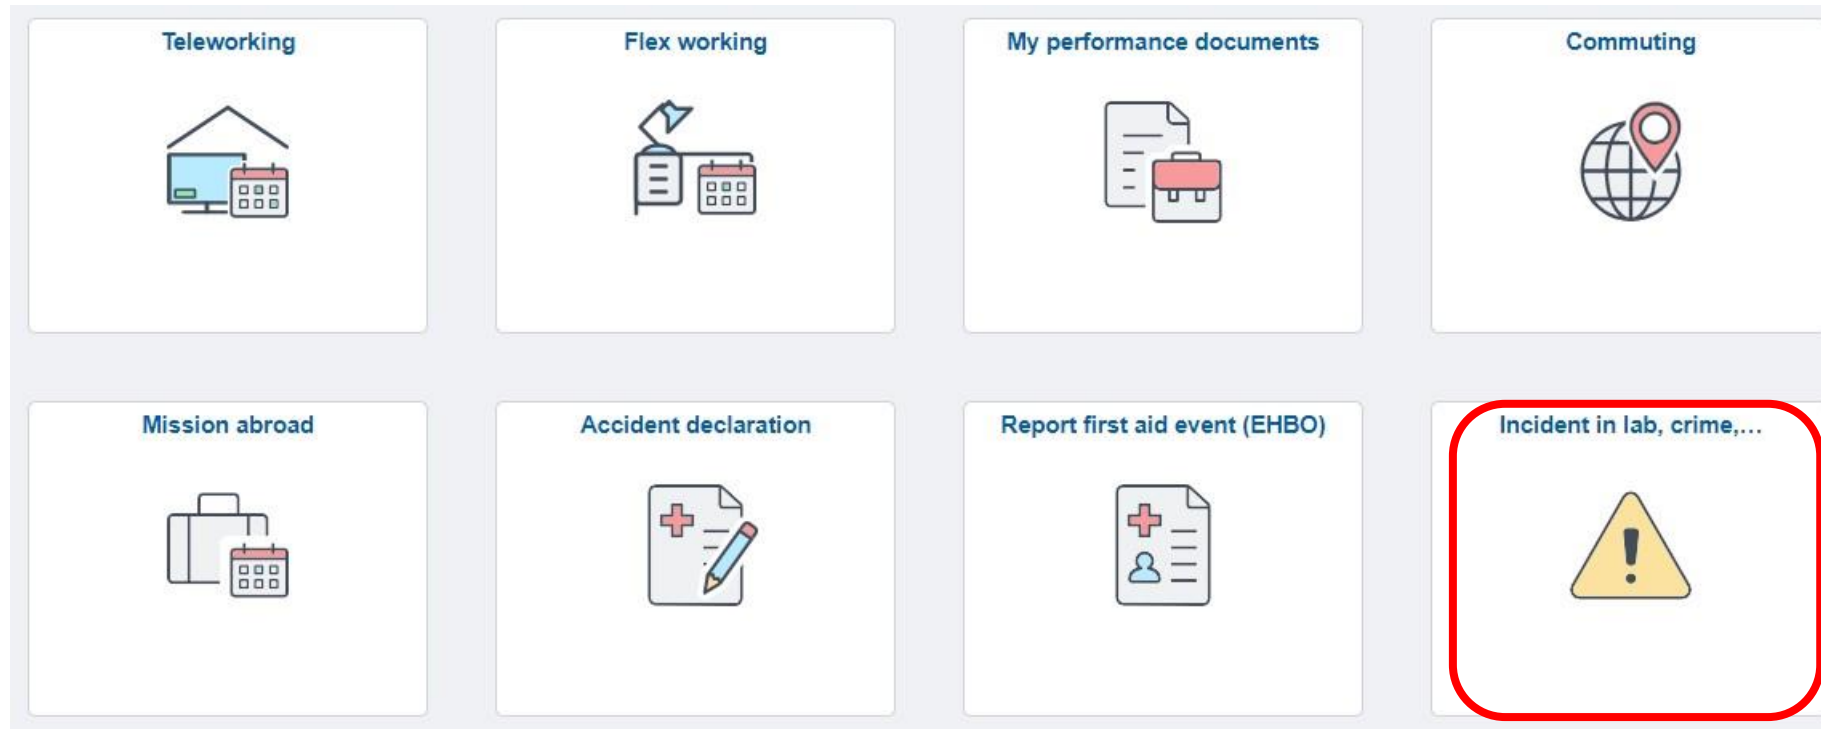 Teleworking
Flex working
My performance documents
Commuting
Mission abroad
Accident declaration
Report first aid event (EHBO)
Incident in lab, crime,...